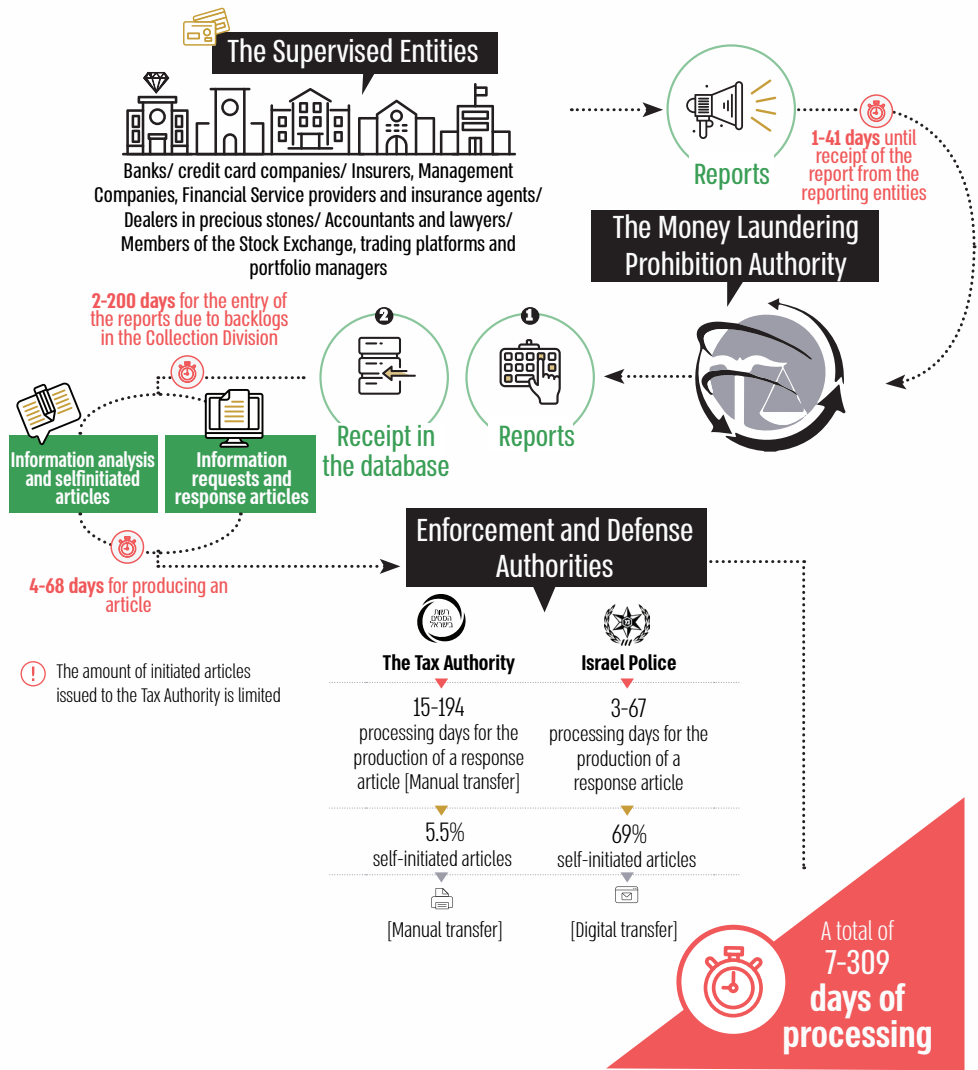 The Supervised Entities
Banks/ credit card companies/ Insurers, Management
Companies, Financial Service providers and insurance agents/
Dealers in precious stones/ Accountants and lawyers/
Members of the Stock Exchange, trading platforms and
portfolio managers
Reports
1-41 days until
receipt of the
report from the
reporting entities
The Money Laundering
Prohibition Authority
1
Reports
2
Receipt in
the database
2-200 days for the entry of
the reports due to backlogs
in the Collection Division
Information analysis
and selfinitiated
articles
Information
requests and
response articles
4-68 days for producing an
article
! The amount of initiated articles
issued to the Tax Authority is limited
Enforcement and Defense
Authorities
רשות
המסים
בישראל
The Tax Authority
15-194
processing days for the
production of a response
article [Manual transfer]
5.5%
self-initiated articles
[Manual transfer]
Israel Police
3-67
processing days for the
production of a
response article
69%
self-initiated articles
[Digital transfer]
A total of
7-309
days of
processing